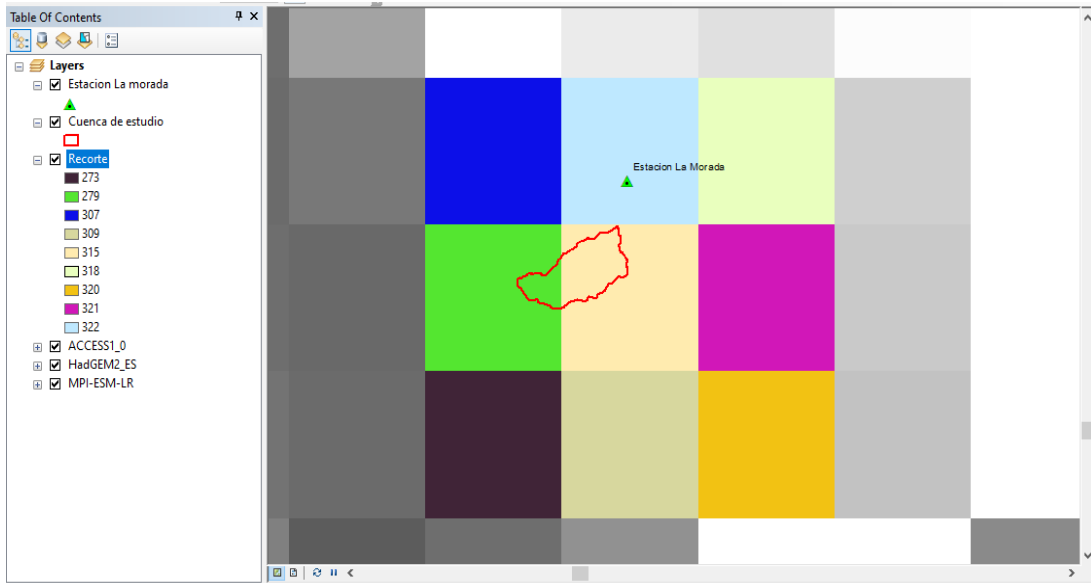 Table Of Contents
Layers
Estacion La morada
Cuenca de estudio
Recorte
273
279
307
309
315
318
320
321
322
ACCESS1_0
HadGEM2_ES
MPI-ESM-LR
Estacion La Morada